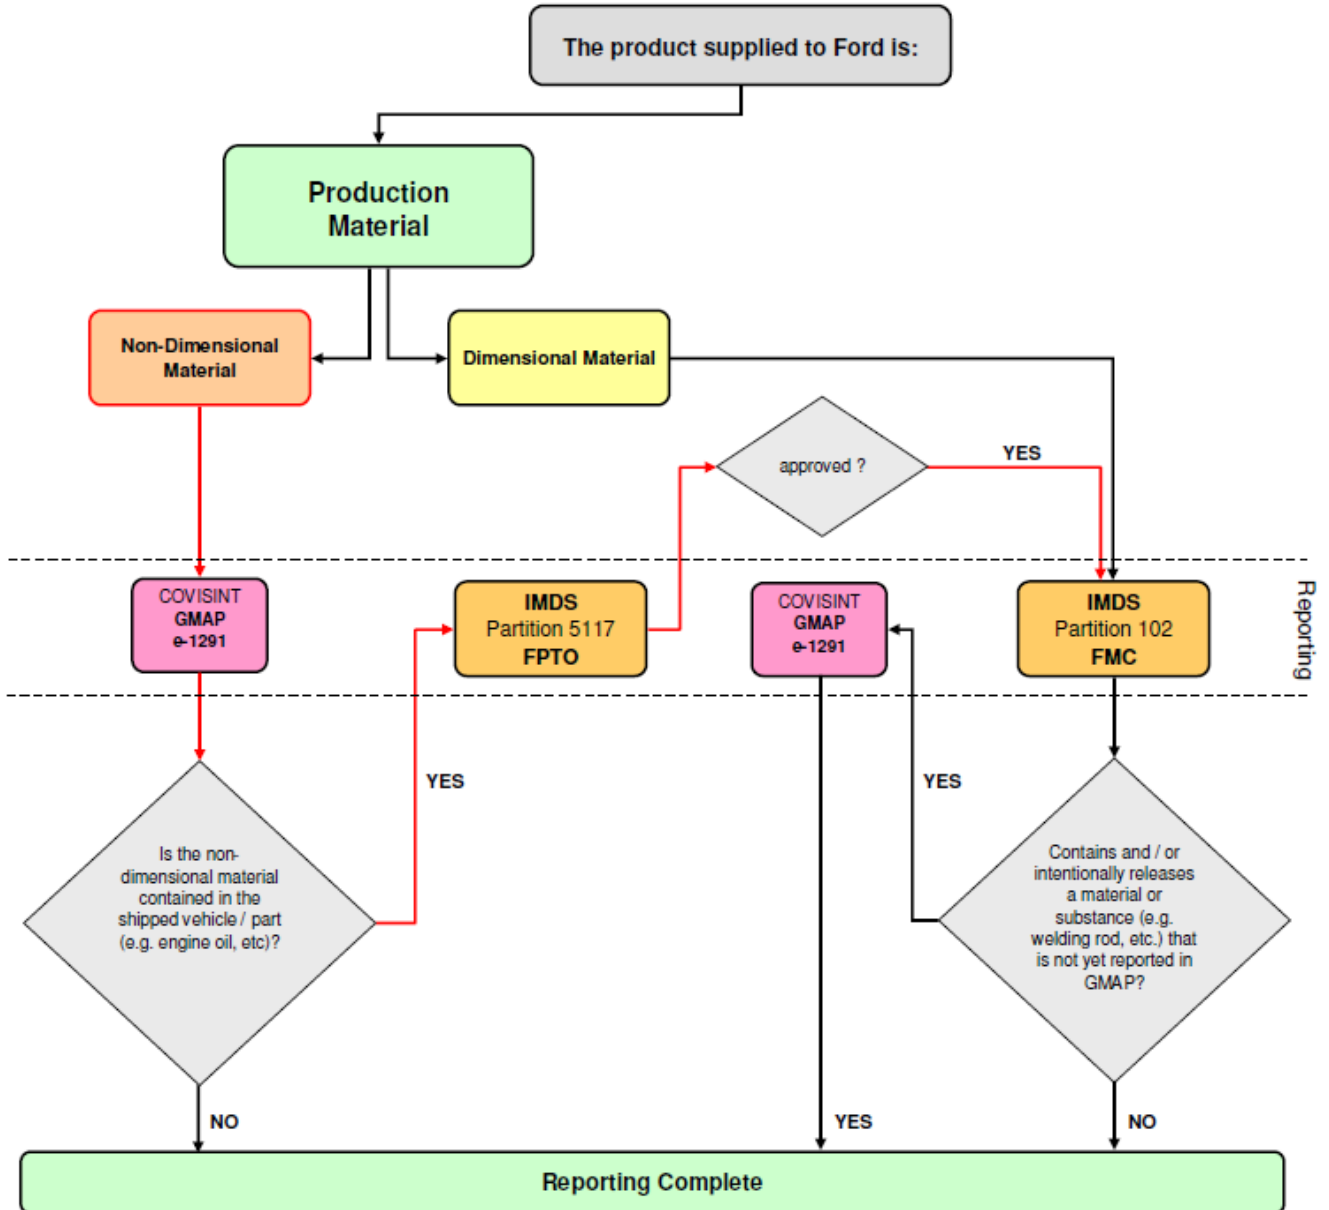 The product supplied to Ford is:
Production
Material
Non-Dimensional
Material
Dimensional Material
approved ?
YES
COVISINT
GMAP
e-1291
IMDS
Partition 5117
FPTO
COVISINT
GMAP
e-1291
IMDS
Partition 102
FMC
Reporting
YES
YES
Is the non-
dimensional material
contained in the
shipped vehicle / part
(e.g. engine oil, etc)?
Contains and / or
intentionally releases
a material or
substance (e.g.
welding rod, etc.) that
is not yet reported in
GMAP?
NO
YES
NO
Reporting Complete